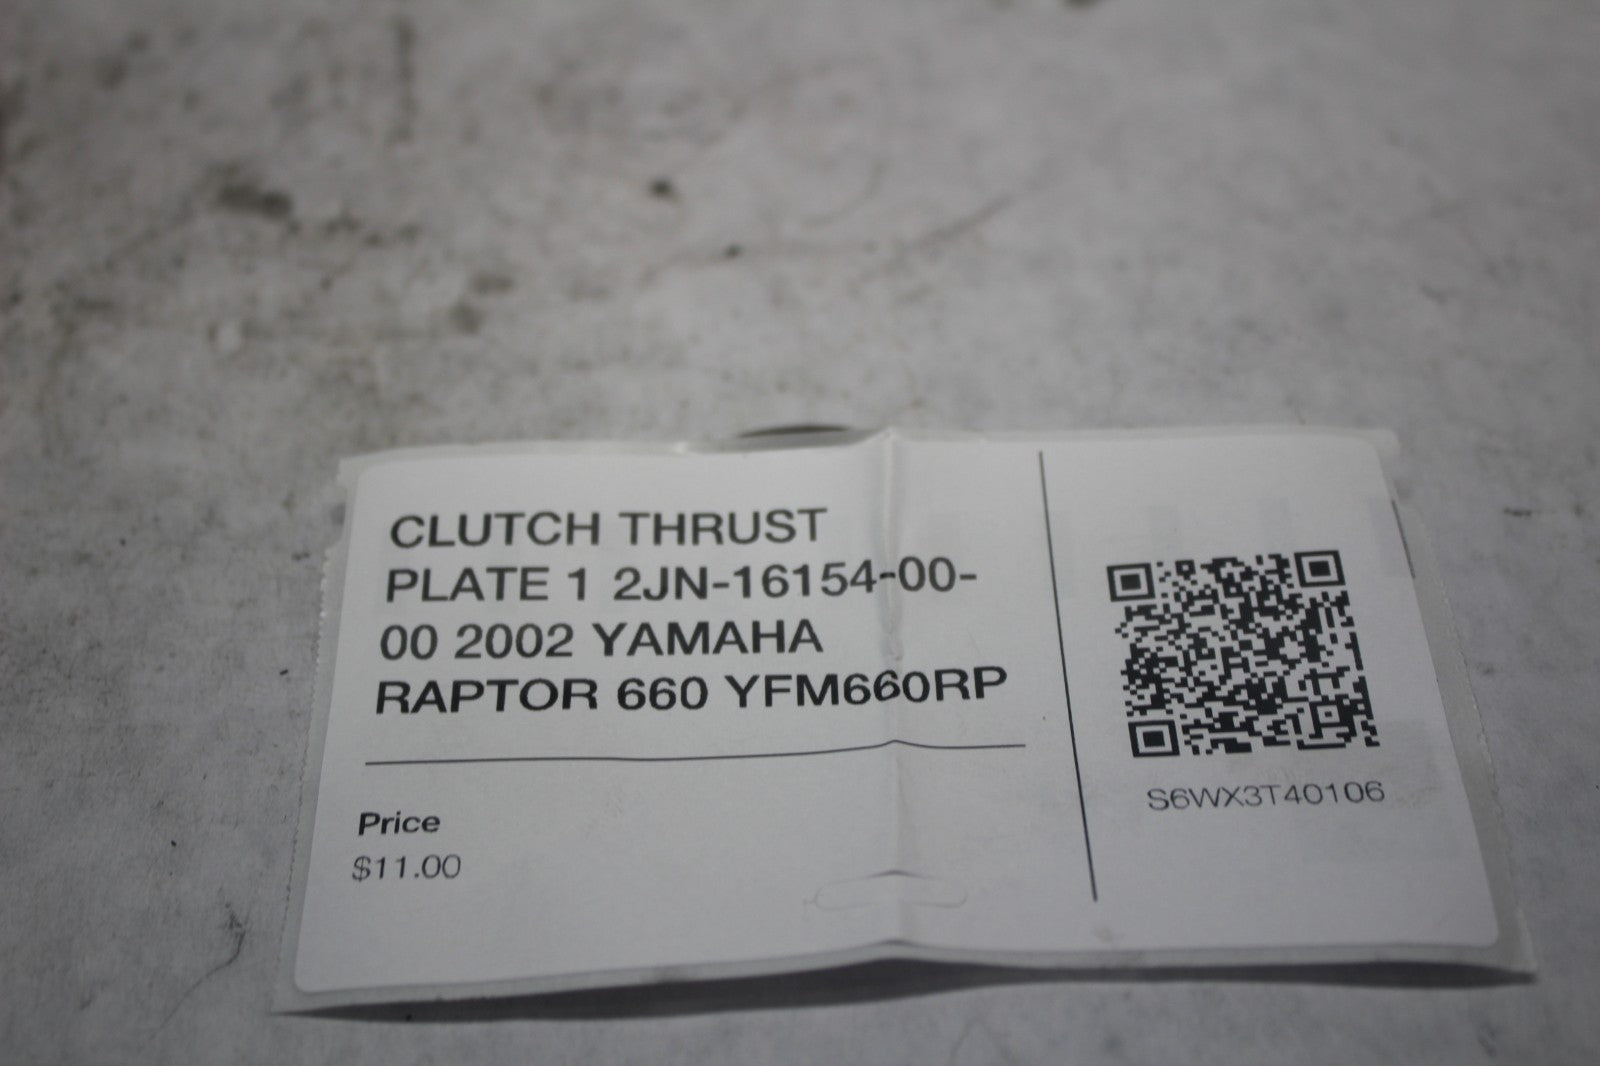 CLUTCH THRUST
PLATE 1 2JN-16154-00-
00 2002 YAMAHA
RAPTOR 660 YFM660RP
Price
$11.00
S6WX3T40106